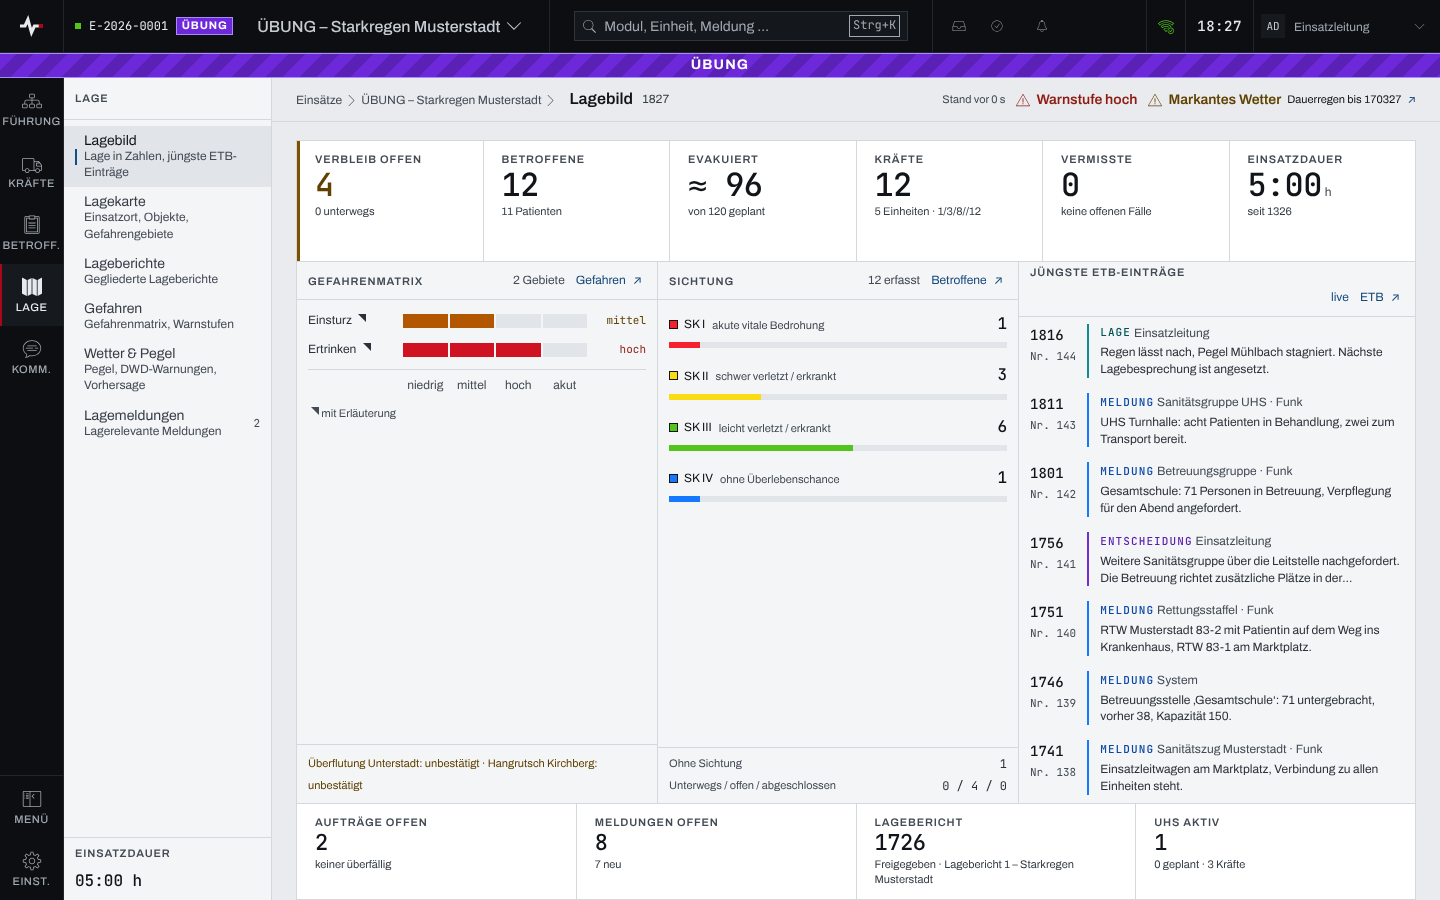 E-2026-0001 ÜBUNG ÜBUNG – Starkregen Musterstadt Modul, Einheit, Meldung ... Strg+K 18:27 AD Einsatzleitung
ÜBUNG
LAGE
Einsätze ÜBUNG – Starkregen Musterstadt Lagebild 1827 Stand vor 0 s Warnstufe hoch Markantes Wetter Dauerregen bis 170327
FÜHRUNG
KRÄFTE
BETROFF.
LAGE
KOMM.
MENÜ
EINST.
Lagebild
Lage in Zahlen, jüngste ETB-
Einträge
Lagekarte
Einsatzort, Objekte,
Gefahrengebiete
Lageberichte
Gegliederte Lageberichte
Gefahren
Gefahrenmatrix, Warnstufen
Wetter & Pegel
Pegel, DWD-Warnungen,
Vorhersage
Lagemeldungen 2
Lagerelevante Meldungen
EINSATZDAUER
05:00 h
VERBLEIB OFFEN
4
0 unterwegs
BETROFFENE
12
11 Patienten
EVAKUIERT
≈ 96
von 120 geplant
KRÄFTE
12
5 Einheiten · 1/3/8//12
VERMISSTE
0
keine offenen Fälle
EINSATZDAUER
5:00 h
seit 1326
GEFAHRENMATRIX 2 Gebiete Gefahren
Einsturz mittel
Ertrinken hoch
niedrig mittel hoch akut
mit Erläuterung
Überflutung Unterstadt: unbestätigt · Hangrutsch Kirchberg:
unbestätigt
SICHTUNG 12 erfasst Betroffene
SK I akute vitale Bedrohung 1
SK II schwer verletzt / erkrankt 3
SK III leicht verletzt / erkrankt 6
SK IV ohne Überlebenschance 1
Ohne Sichtung 1
Unterwegs / offen / abgeschlossen 0 / 4 / 0
JÜNGSTE ETB-EINTRÄGE
live ETB
1816 LAGE Einsatzleitung
Nr. 144 Regen lässt nach, Pegel Mühlbach stagniert. Nächste
Lagebesprechung ist angesetzt.
1811 MELDUNG Sanitätsgruppe UHS · Funk
Nr. 143 UHS Turnhalle: acht Patienten in Behandlung, zwei zum
Transport bereit.
1801 MELDUNG Betreuungsgruppe · Funk
Nr. 142 Gesamtschule: 71 Personen in Betreuung, Verpflegung
für den Abend angefordert.
1756 ENTSCHEIDUNG Einsatzleitung
Nr. 141 Weitere Sanitätsgruppe über die Leitstelle nachgefordert.
Die Betreuung richtet zusätzliche Plätze in der...
1751 MELDUNG Rettungsstaffel · Funk
Nr. 140 RTW Musterstadt 83-2 mit Patientin auf dem Weg ins
Krankenhaus, RTW 83-1 am Marktplatz.
1746 MELDUNG System
Nr. 139 Betreuungsstelle ‚Gesamtschule‘: 71 untergebracht,
vorher 38, Kapazität 150.
1741 MELDUNG Sanitätszug Musterstadt · Funk
Nr. 138 Einsatzleitwagen am Marktplatz, Verbindung zu allen
Einheiten steht.
AUFTRÄGE OFFEN
2
keiner überfällig
MELDUNGEN OFFEN
8
7 neu
LAGEBERICHT
1726
Freigegeben · Lagebericht 1 – Starkregen
Musterstadt
UHS AKTIV
1
0 geplant · 3 Kräfte